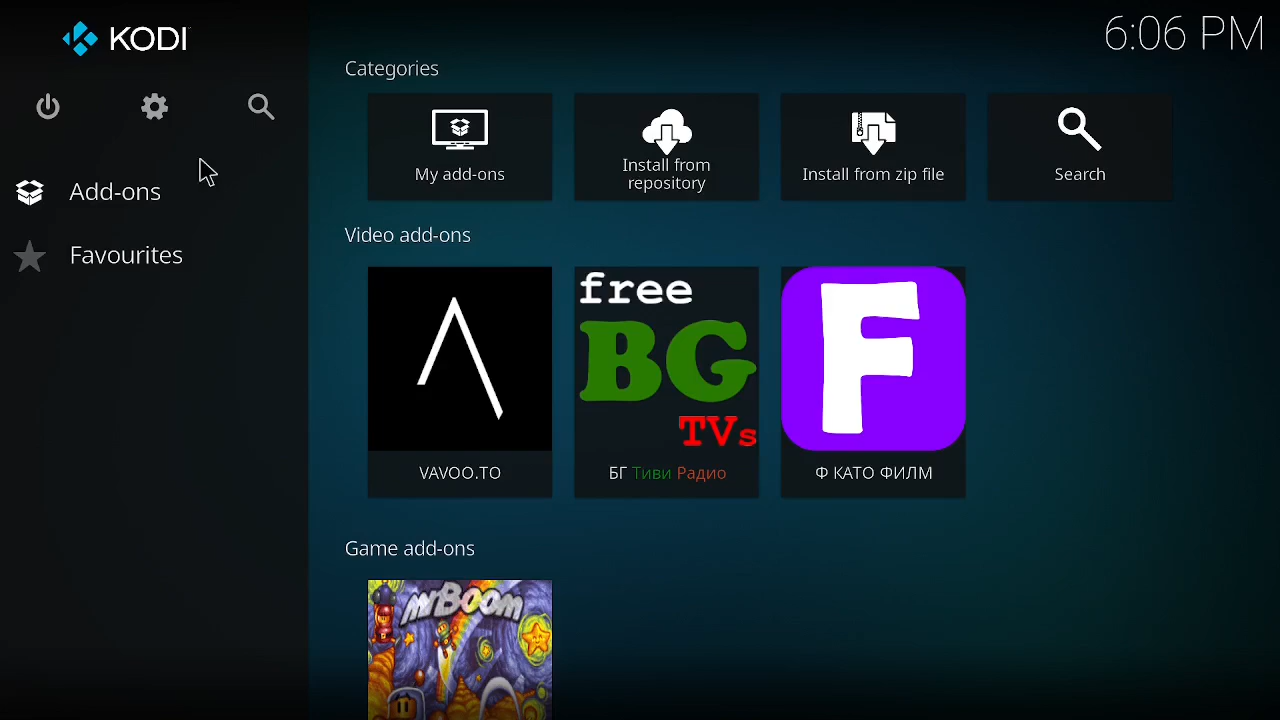 KODI
6:06 PM
Categories
My add-ons
Install from
repository
Install from zip file
Search
Add-ons
Favourites
Video add-ons
free
BG
TVs
F
VAVOO.TO
БГ Тиви Радио
Ф КАТО ФИЛМ
Game add-ons
MrBOOM